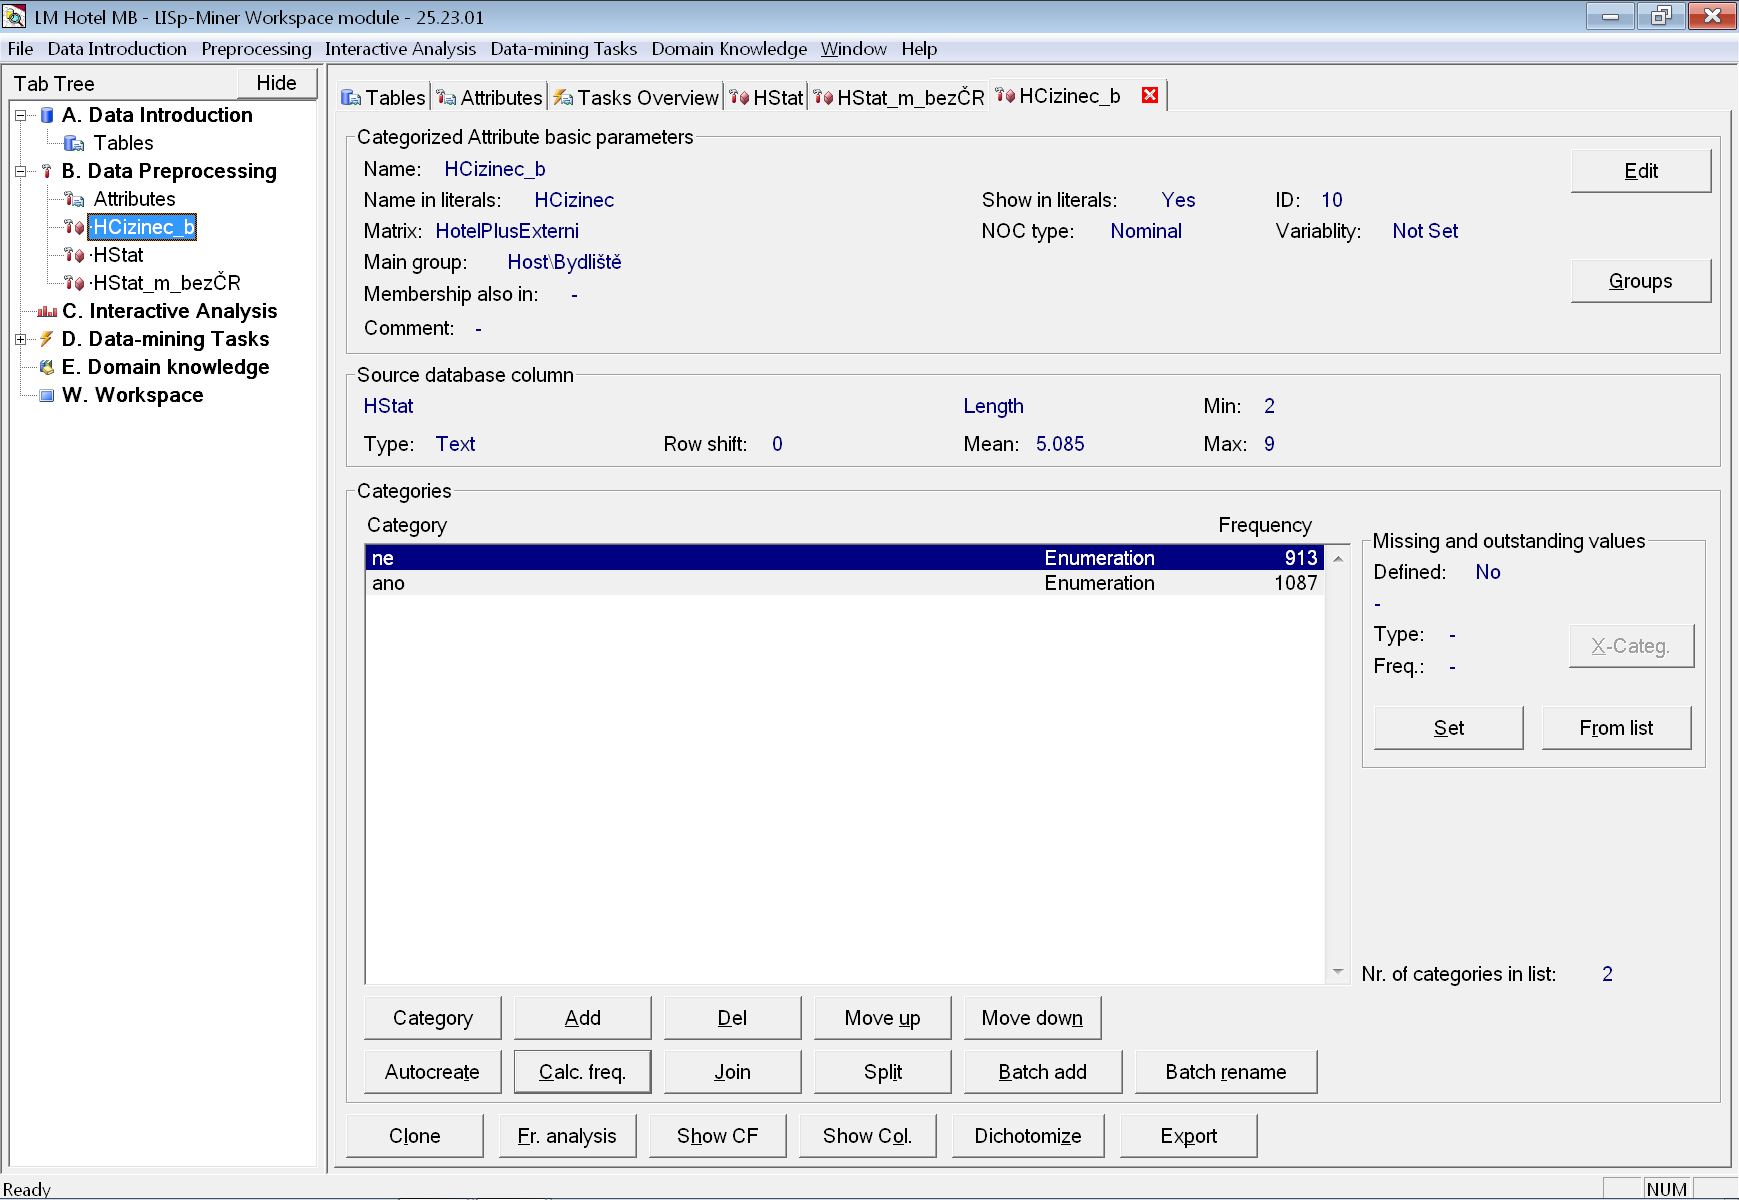 LM Hotel MB - LISp-Miner Workspace module - 25.23.01
File Data Introduction Preprocessing Interactive Analysis Data-mining Tasks Domain Knowledge Window Help
Tab Tree Hide
A. Data Introduction
Tables
B. Data Preprocessing
Attributes
·HCizinec_b
·HStat
·HStat_m_bezČR
C. Interactive Analysis
D. Data-mining Tasks
E. Domain knowledge
W. Workspace
Tables Attributes Tasks Overview HStat HStat_m_bezČR HCizinec_b
Categorized Attribute basic parameters
Name: HCizinec_b
Edit
Name in literals: HCizinec Show in literals: Yes ID: 10
Matrix: HotelPlusExterni NOC type: Nominal Variablity: Not Set
Main group: Host\Bydliště
Groups
Membership also in: -
Comment: -
Source database column
HStat Length Min: 2
Type: Text Row shift: 0 Mean: 5.085 Max: 9
Categories
Category Frequency
ne Enumeration 913
ano Enumeration 1087
Missing and outstanding values
Defined: No
-
Type: -
X-Categ.
Freq.: -
Set From list
Nr. of categories in list: 2
Category Add Del Move up Move down
Autocreate Calc. freq. Join Split Batch add Batch rename
Clone Fr. analysis Show CF Show Col. Dichotomize Export
Ready NUM